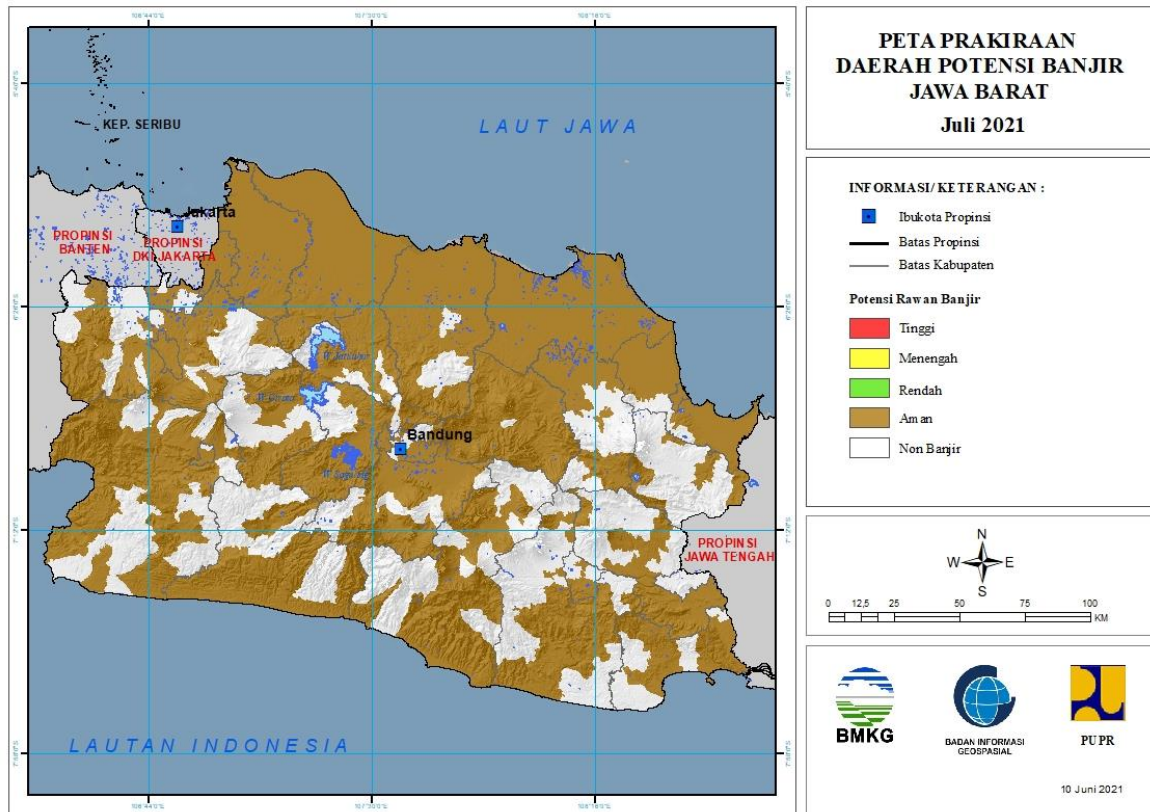 PETA PRAKIRAAN
DAERAH POTENSI BANJIR
JAWA BARAT
Juli 2021
INFORMASI/ KETERANGAN :
Ibukota Propinsi
Batas Propinsi
Batas Kabupaten
Potensi Rawan Banjir
Tinggi
Menengah
Rendah
Aman
Non Banjir
N
W E
S
0 12,5 25 50 75 100
KM
BMKG
BADAN INFORMASI
GEOSPASIAL
PUPR
10 Juni 2021
KEP. SERIBU
LAUT JAWA
Jakarta
PROPINSI
BANTEN
PROPINSI
DKI JAKARTA
Bandung
PROPINSI
JAWA TENGAH
LAUTAN INDONESIA